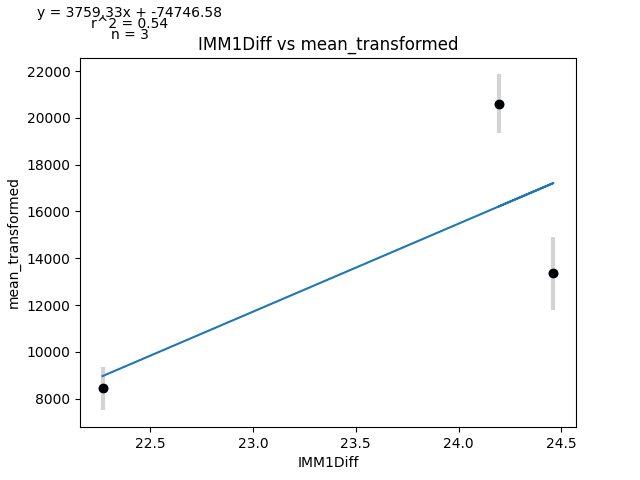 y = 3759.33x + -74746.58
r^2 = 0.54
n = 3
IMM1Diff vs mean_transformed
22000
20000
18000
16000
14000
12000
10000
8000
mean_transformed
22.5 23.0 23.5 24.0 24.5
IMM1Diff